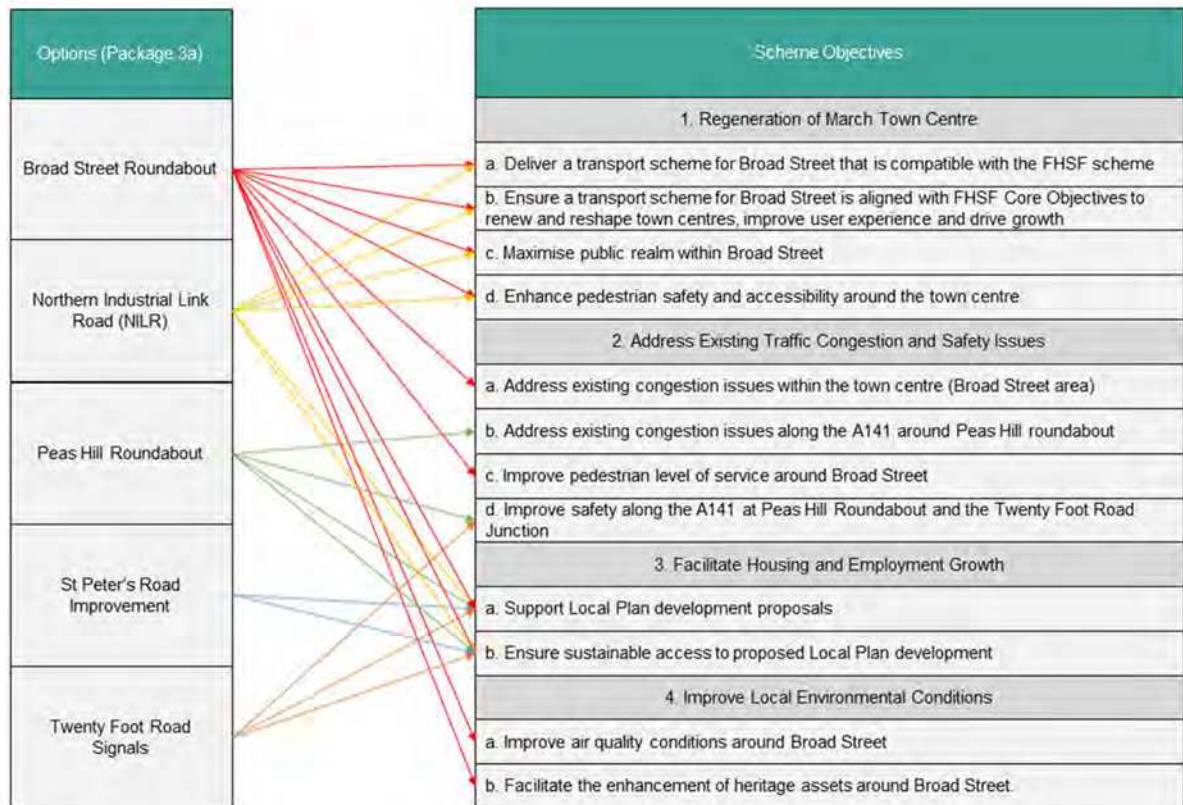 Options (Package 3a)
Scheme Objectives
Broad Street Roundabout
Northern Industrial Link
Road (NILR)
Peas Hill Roundabout
St Peter's Road
Improvement
Twenty Foot Road
Signals
1. Regeneration of March Town Centre
a. Deliver a transport scheme for Broad Street that is compatible with the FHSF scheme
b. Ensure a transport scheme for Broad Street is aligned with FHSF Core Objectives to
renew and reshape town centres, improve user experience and drive growth
c. Maximise public realm within Broad Street
d. Enhance pedestrian safety and accessibility around the town centre
2. Address Existing Traffic Congestion and Safety Issues
a. Address existing congestion issues within the town centre (Broad Street area)
b. Address existing congestion issues along the A141 around Peas Hill roundabout
c. Improve pedestrian level of service around Broad Street
d. Improve safety along the A141 at Peas Hill Roundabout and the Twenty Foot Road
Junction
3. Facilitate Housing and Employment Growth
a. Support Local Plan development proposals
b. Ensure sustainable access to proposed Local Plan development
4. Improve Local Environmental Conditions
a. Improve air quality conditions around Broad Street
b. Facilitate the enhancement of heritage assets around Broad Street.